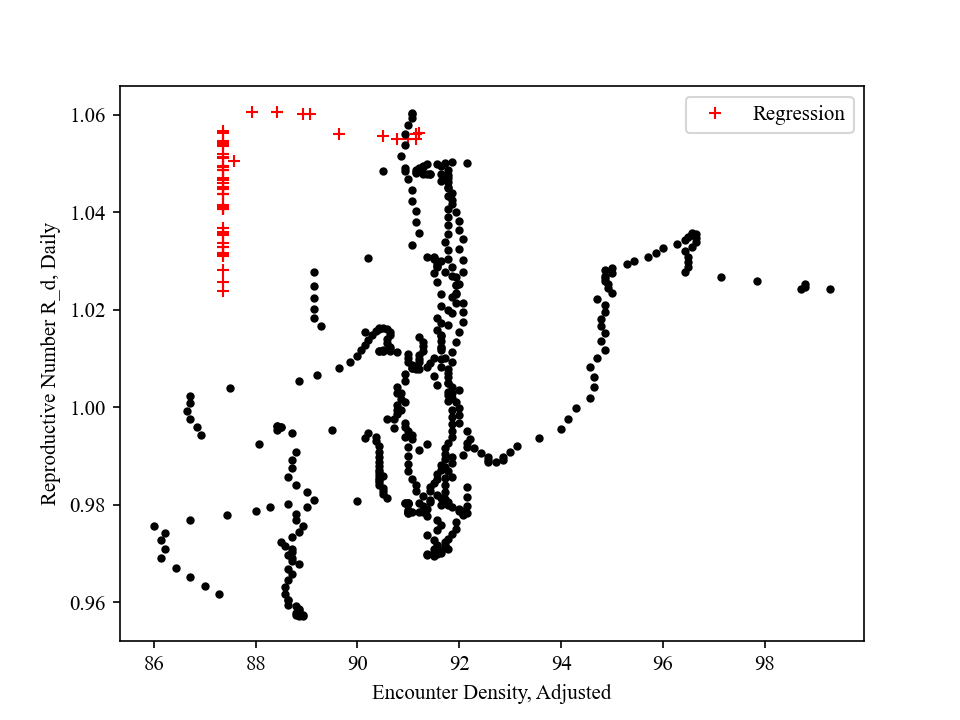 Regression
1.06
1.04
1.02
1.00
0.98
0.96
Reproductive Number R_d, Daily
86 88 90 92 94 96 98
Encounter Density, Adjusted